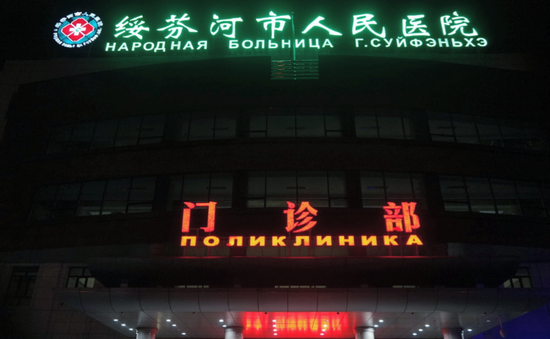 绥芬河市人民医院
НАРОДНАЯ БОЛЬНИЦА Г.СУЙФЭНЬХЭ
门诊部
ПОЛИКЛИНИКА